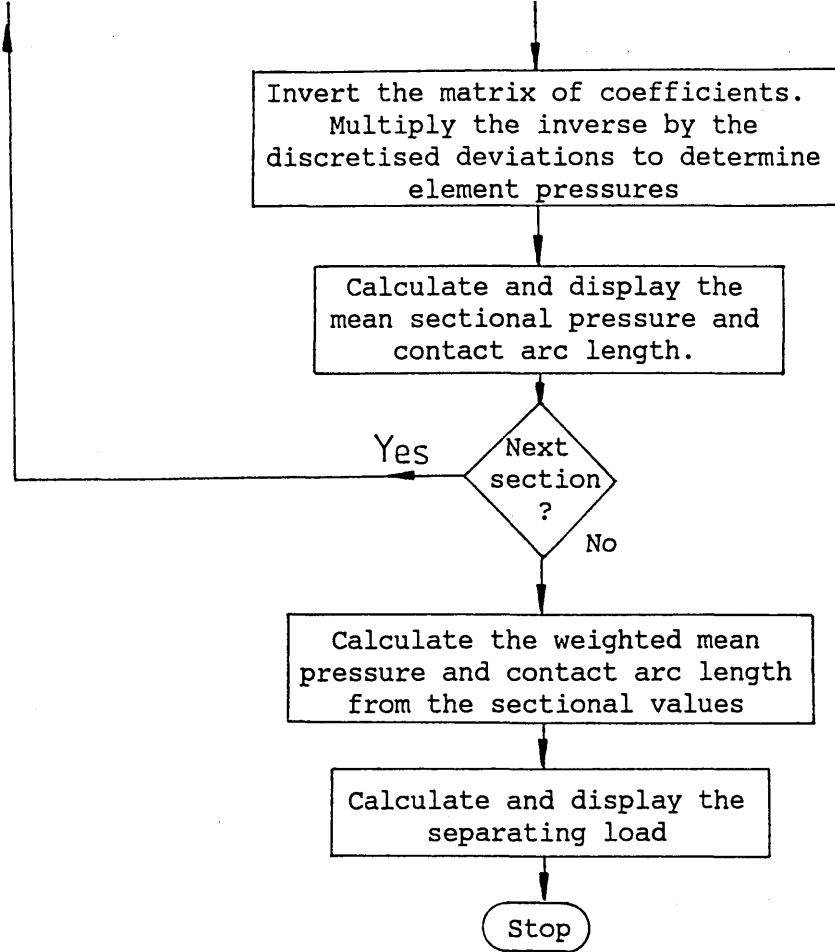 Invert the matrix of coefficients.
Multiply the inverse by the
discretised deviations to determine
element pressures
Calculate and display the
mean sectional pressure and
contact arc length.
Yes
Next
section
?
No
Calculate the weighted mean
pressure and contact arc length
from the sectional values
Calculate and display the
separating load
Stop